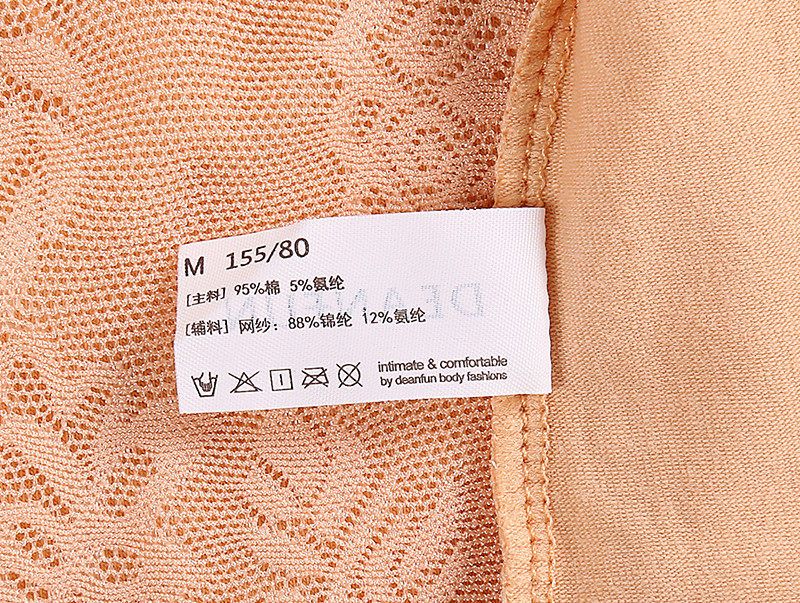 M 155/80
[主料] 95%棉 5%氨纶
[辅料] 网纱：88%锦纶 12%氨纶
intimate & comfortable
by deanfun body fashions
DEANFUN